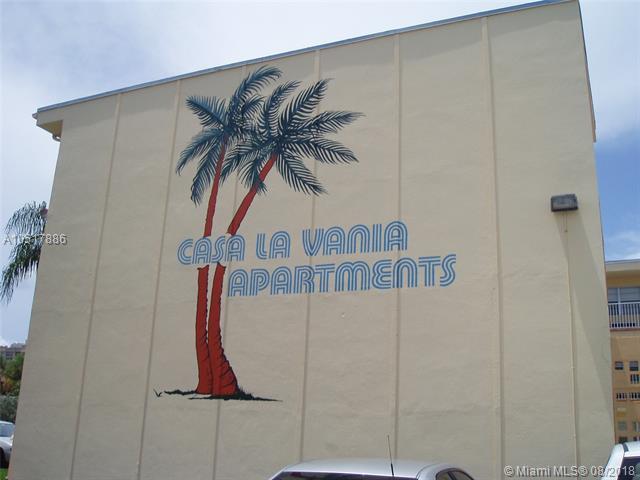 CASA LA VANIA
APARTMENTS
© Miami MLS® 08/2018